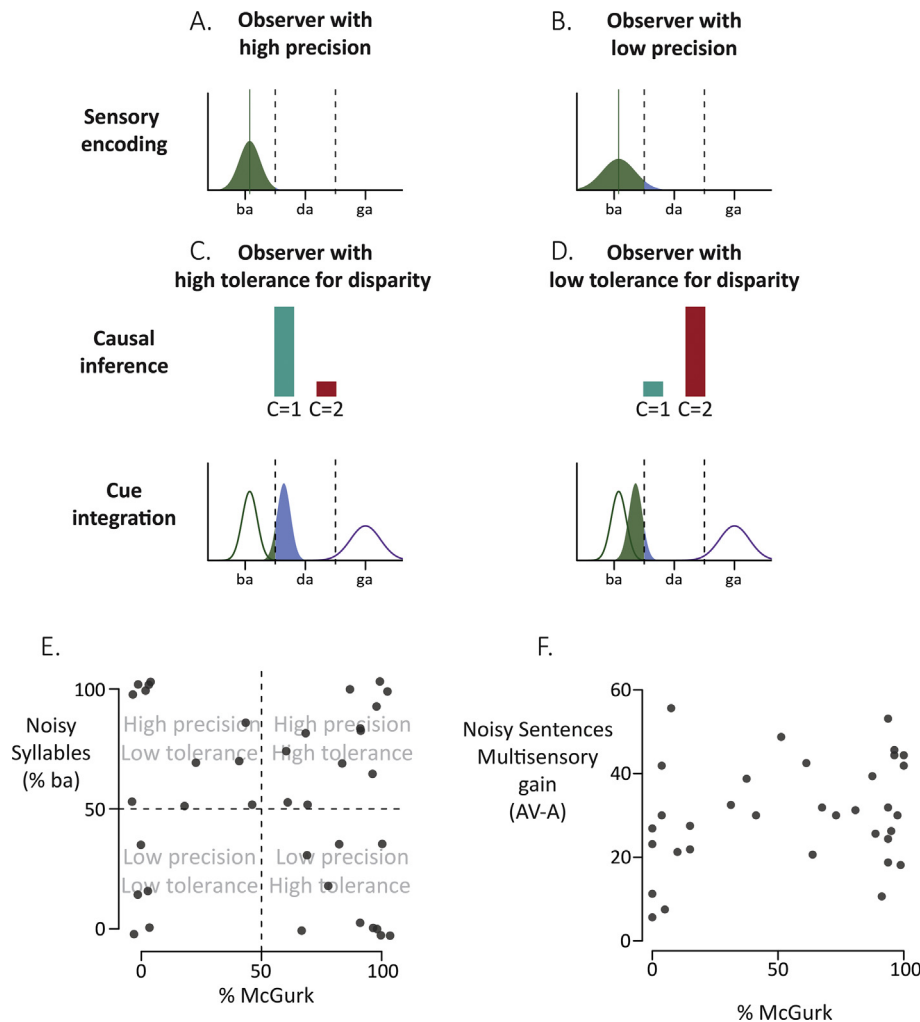 A. Observer with
high precision
B. Observer with
low precision
Sensory
encoding
ba da ga
ba da ga
C. Observer with
high tolerance for disparity
D. Observer with
low tolerance for disparity
Causal
inference
C=1 C=2
C=1 C=2
Cue
integration
ba da ga
ba da ga
E.
Noisy
Syllables
(% ba)
100
50
0
High precision
Low tolerance
High precision
High tolerance
Low precision
Low tolerance
Low precision
High tolerance
0 50 100
% McGurk
F.
Noisy Sentences
Multisensory
gain
(AV-A)
60
40
20
0
0 50 100
% McGurk